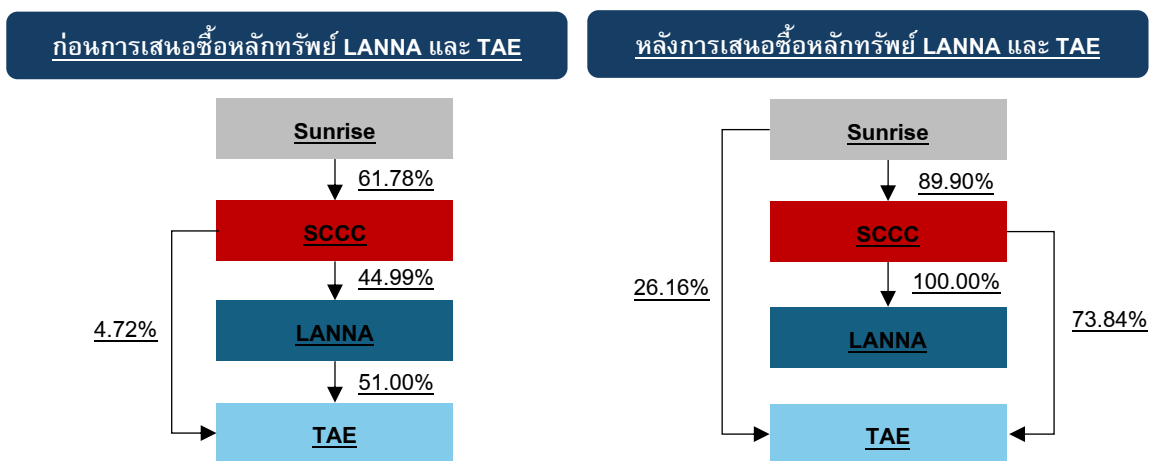 ก่อนการเสนอซื้อหลักทรัพย์ LANNA และ TAE
Sunrise
61.78%
SCCC
44.99%
4.72%
LANNA
51.00%
TAE
หลังการเสนอซื้อหลักทรัพย์ LANNA และ TAE
Sunrise
89.90%
SCCC
26.16%
100.00%
73.84%
LANNA
TAE